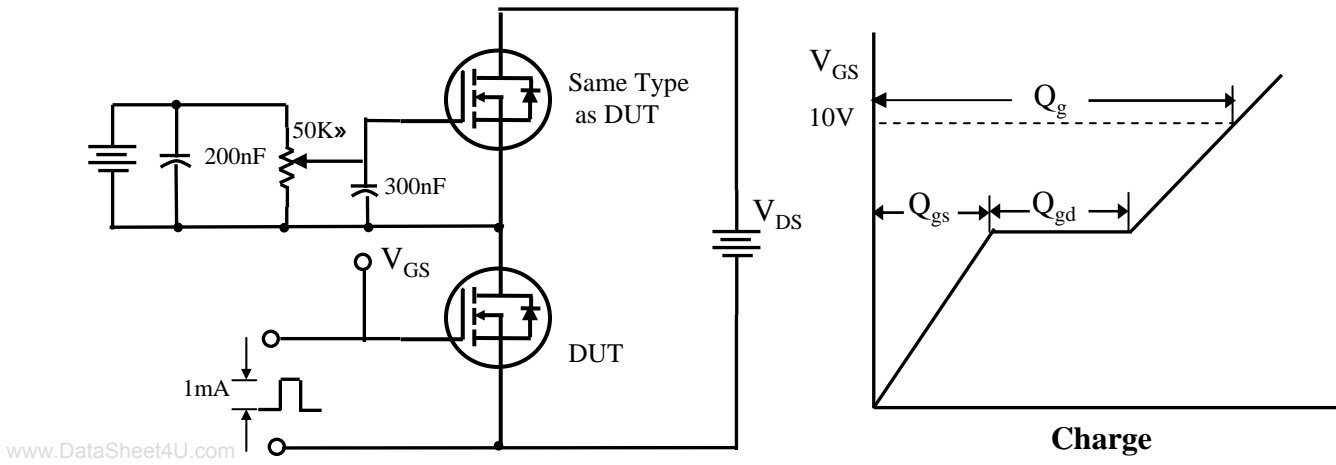 Same Type
as DUT
50K»
200nF
300nF
V_DS
V_GS
DUT
1mA
V_GS
10V
Q_g
Q_gs
Q_gd
Charge
www.DataSheet4U.com